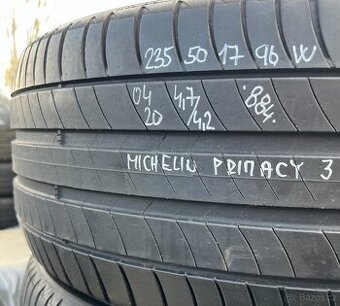 235 50 17 96 W
04 4,7 .884.
20 4,2
MICHELIN PRIMACY 3
Bazos.cz